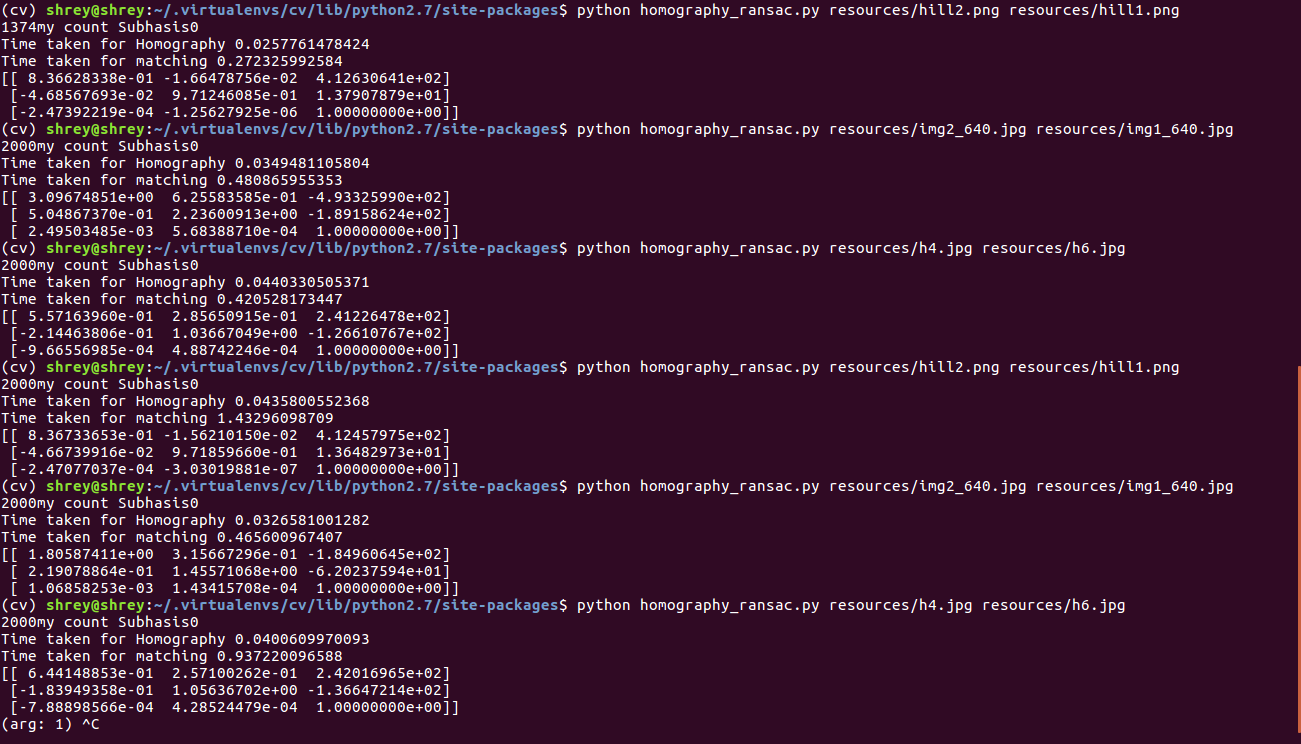 (cv) shrey@shrey:~/.virtualenvs/cv/lib/python2.7/site-packages$ python homography_ransac.py resources/hill2.png resources/hill1.png
1374my count Subhasis0
Time taken for Homography 0.0257761478424
Time taken for matching 0.272325992584
[[ 8.36628338e-01 -1.66478756e-02  4.12630641e+02]
 [-4.68567693e-02  9.71246085e-01  1.37907879e+01]
 [-2.47392219e-04 -1.25627925e-06  1.00000000e+00]]
(cv) shrey@shrey:~/.virtualenvs/cv/lib/python2.7/site-packages$ python homography_ransac.py resources/img2_640.jpg resources/img1_640.jpg
2000my count Subhasis0
Time taken for Homography 0.0349481105804
Time taken for matching 0.480865955353
[[ 3.09674851e+00  6.25583585e-01 -4.93325990e+02]
 [ 5.04867370e-01  2.23600913e+00 -1.89158624e+02]
 [ 2.49503485e-03  5.68388710e-04  1.00000000e+00]]
(cv) shrey@shrey:~/.virtualenvs/cv/lib/python2.7/site-packages$ python homography_ransac.py resources/h4.jpg resources/h6.jpg
2000my count Subhasis0
Time taken for Homography 0.0440330505371
Time taken for matching 0.420528173447
[[ 5.57163960e-01  2.85650915e-01  2.41226478e+02]
 [-2.14463806e-01  1.03667049e+00 -1.26610767e+02]
 [-9.66556985e-04  4.88742246e-04  1.00000000e+00]]
(cv) shrey@shrey:~/.virtualenvs/cv/lib/python2.7/site-packages$ python homography_ransac.py resources/hill2.png resources/hill1.png
2000my count Subhasis0
Time taken for Homography 0.0435800552368
Time taken for matching 1.43296098709
[[ 8.36733653e-01 -1.56210150e-02  4.12457975e+02]
 [-4.66739916e-02  9.71859660e-01  1.36482973e+01]
 [-2.47077037e-04 -3.03019881e-07  1.00000000e+00]]
(cv) shrey@shrey:~/.virtualenvs/cv/lib/python2.7/site-packages$ python homography_ransac.py resources/img2_640.jpg resources/img1_640.jpg
2000my count Subhasis0
Time taken for Homography 0.0326581001282
Time taken for matching 0.465600967407
[[ 1.80587411e+00  3.15667296e-01 -1.84960645e+02]
 [ 2.19078864e-01  1.45571068e+00 -6.20237594e+01]
 [ 1.06858253e-03  1.43415708e-04  1.00000000e+00]]
(cv) shrey@shrey:~/.virtualenvs/cv/lib/python2.7/site-packages$ python homography_ransac.py resources/h4.jpg resources/h6.jpg
2000my count Subhasis0
Time taken for Homography 0.0400609970093
Time taken for matching 0.937220096588
[[ 6.44148853e-01  2.57100262e-01  2.42016965e+02]
 [-1.83949358e-01  1.05636702e+00 -1.36647214e+02]
 [-7.88898566e-04  4.28524479e-04  1.00000000e+00]]
(arg: 1) ^C